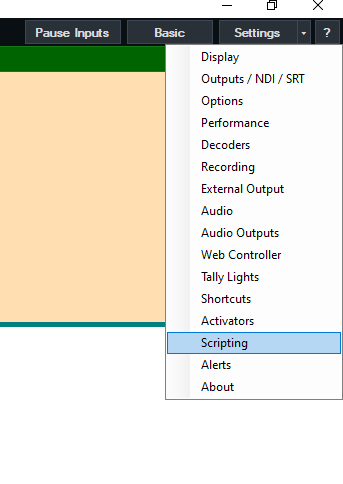 Pause Inputs Basic Settings ?
Display
Outputs / NDI / SRT
Options
Performance
Decoders
Recording
External Output
Audio
Audio Outputs
Web Controller
Tally Lights
Shortcuts
Activators
Scripting
Alerts
About